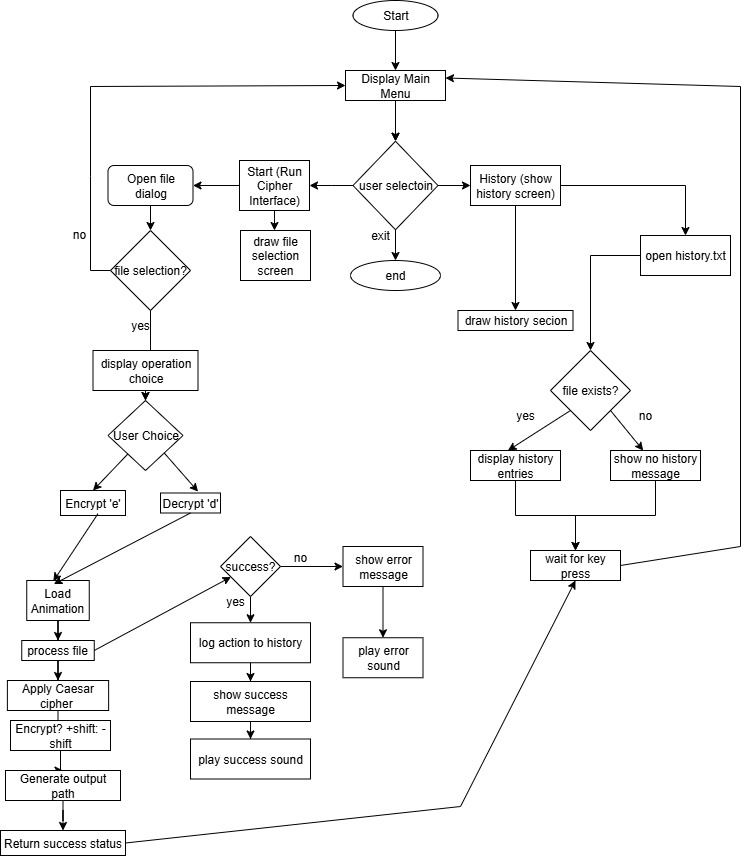 Start
Display Main
Menu
Open file
dialog
Start (Run
Cipher
Interface)
user selectoin
History (show
history screen)
no
exit
draw file
selection
screen
file selection?
end
open history.txt
draw history secion
yes
display operation
choice
file exists?
yes
no
User Choice
display history
entries
show no history
message
Encrypt 'e'
Decrypt 'd'
success?
no
show error
message
wait for key
press
Load
Animation
yes
process file
log action to history
play error
sound
Apply Caesar
cipher
show success
message
Encrypt? +shift: -
shift
play success sound
Generate output
path
Return success status